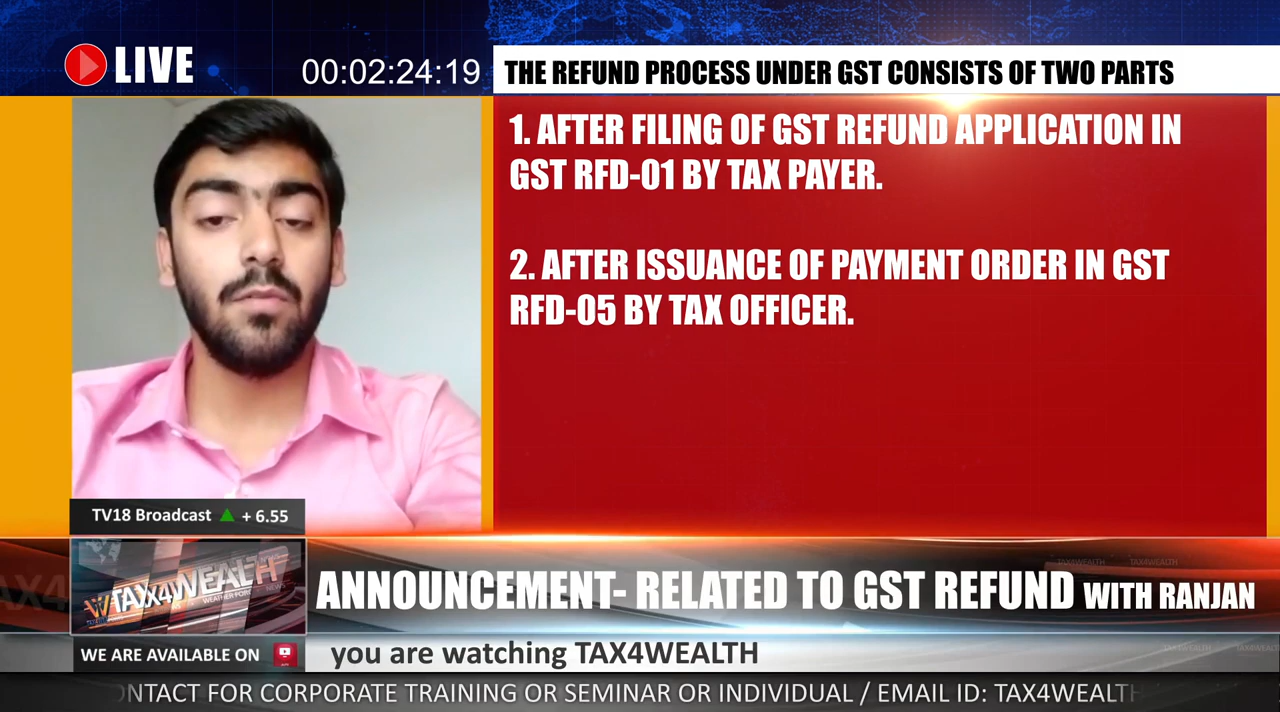 LIVE
00:02:24:19
THE REFUND PROCESS UNDER GST CONSISTS OF TWO PARTS
1. AFTER FILING OF GST REFUND APPLICATION IN
GST RFD-01 BY TAX PAYER.
2. AFTER ISSUANCE OF PAYMENT ORDER IN GST
RFD-05 BY TAX OFFICER.
TV18 Broadcast ▲ + 6.55
TAX4WEALTH
ANNOUNCEMENT- RELATED TO GST REFUND WITH RANJAN
WE ARE AVAILABLE ON
you are watching TAX4WEALTH
ONTACT FOR CORPORATE TRAINING OR SEMINAR OR INDIVIDUAL / EMAIL ID: TAX4WEALTH